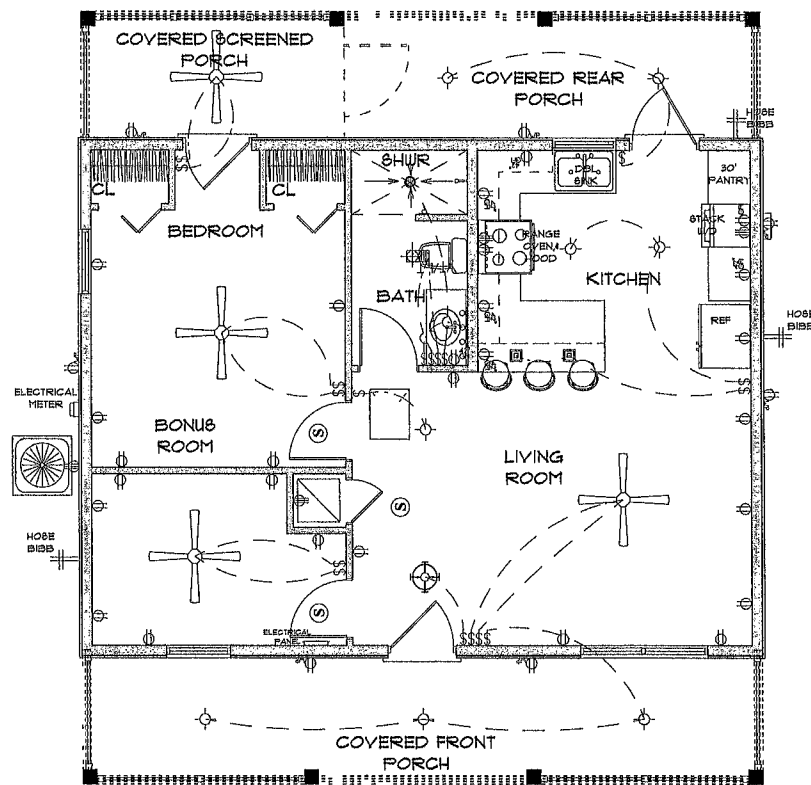 COVERED SCREENED
PORCH
COVERED REAR
PORCH
HOSE
BIBB
SHWR
DBL
SINK
30"
PANTRY
CL
CL
STACK
W/D
BEDROOM
RANGE
OVEN/
HOOD
KITCHEN
BATH
REF
HOSE
BIBB
ELECTRICAL
METER
BONUS
ROOM
LIVING
ROOM
S
S
HOSE
BIBB
S
ELECTRICAL
PANEL
$$$$
COVERED FRONT
PORCH